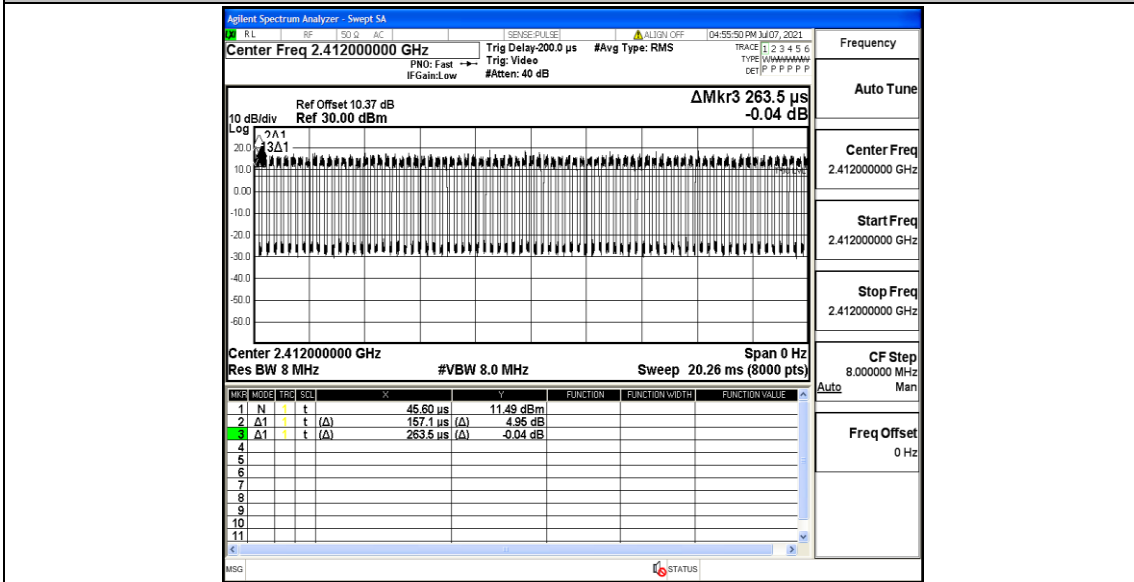 Agilent Spectrum Analyzer - Swept SA
RL RF 50 Ω AC SENSE:PULSE ALIGN OFF 04:55:50 PM Jul 07, 2021
Center Freq 2.412000000 GHz
PNO: Fast
IFGain:Low
Trig Delay-200.0 µs
Trig: Video
#Atten: 40 dB
#Avg Type: RMS
TRACE 1 2 3 4 5 6
TYPE
DET P P P P P P
Frequency
Auto Tune
Center Freq
2.412000000 GHz
Start Freq
2.412000000 GHz
Stop Freq
2.412000000 GHz
CF Step
8.000000 MHz
Auto Man
Freq Offset
0 Hz
ΔMkr3 263.5 µs
-0.04 dB
Ref Offset 10.37 dB
10 dB/div Ref 30.00 dBm
Log
2Δ1
13Δ1
20.0
10.0
0.00
-10.0
-20.0
-30.0
-40.0
-50.0
-60.0
Center 2.412000000 GHz Span 0 Hz
Res BW 8 MHz #VBW 8.0 MHz Sweep 20.26 ms (8000 pts)
MKR MODE TRC SCL X Y FUNCTION FUNCTION WIDTH FUNCTION VALUE
1 N 1 t 45.60 µs 11.49 dBm
2 Δ1 1 t (Δ) 157.1 µs (Δ) 4.95 dB
3 Δ1 1 t (Δ) 263.5 µs (Δ) -0.04 dB
4
5
6
7
8
9
10
11
MSG STATUS